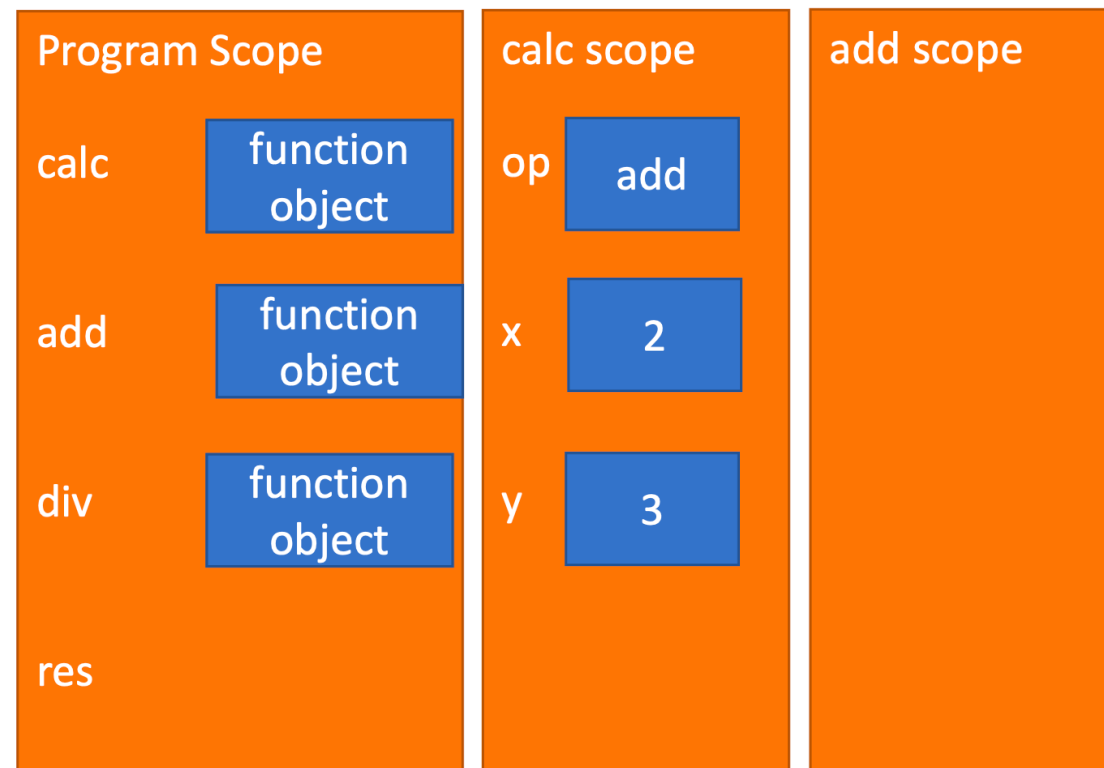 Program Scope
calc
function
object
add
function
object
div
function
object
res
calc scope
op
add
x
2
y
3
add scope